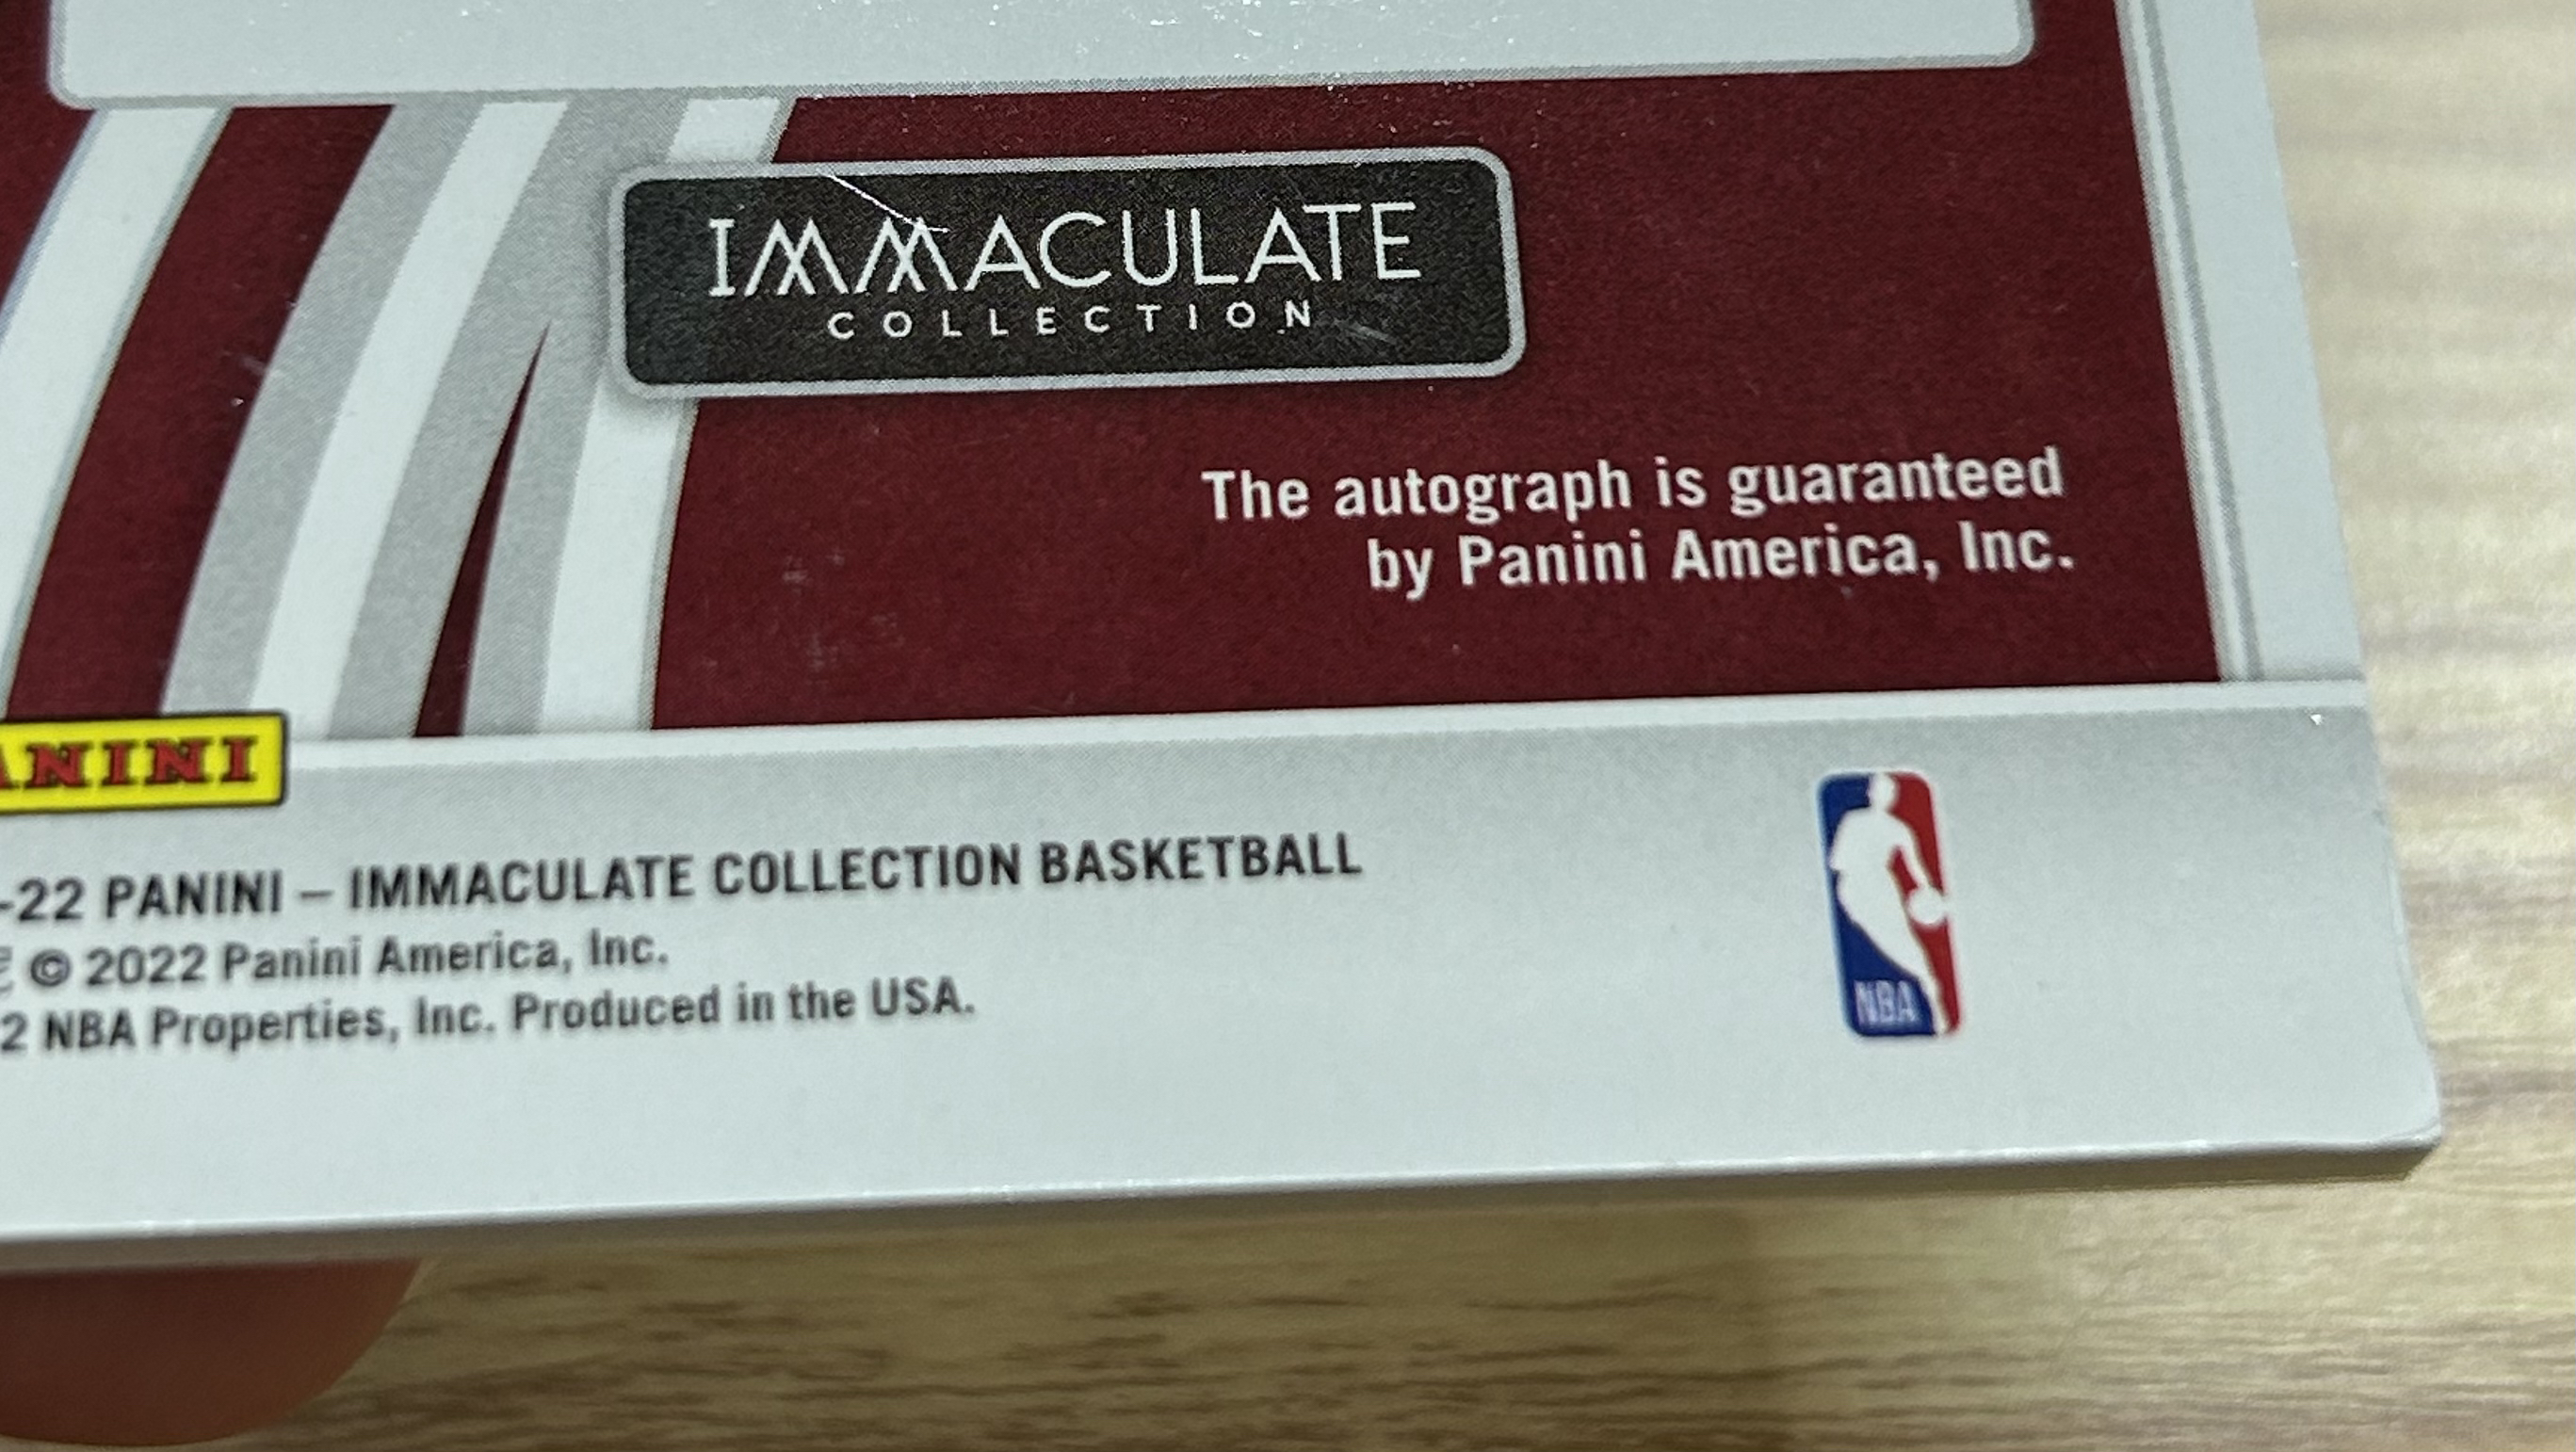 IMMACULATE
COLLECTION
The autograph is guaranteed
by Panini America, Inc.
ANINI
-22 PANINI – IMMACULATE COLLECTION BASKETBALL
© 2022 Panini America, Inc.
2 NBA Properties, Inc. Produced in the USA.
NBA